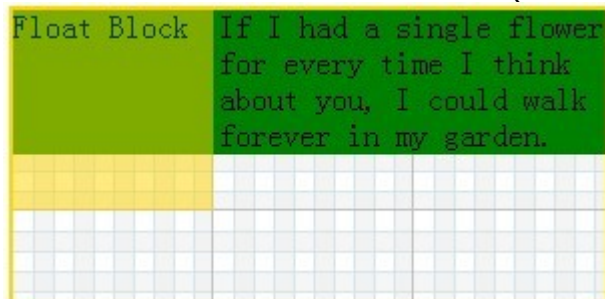 Float Block
If I had a single flower
for every time I think
about you, I could walk
forever in my garden.